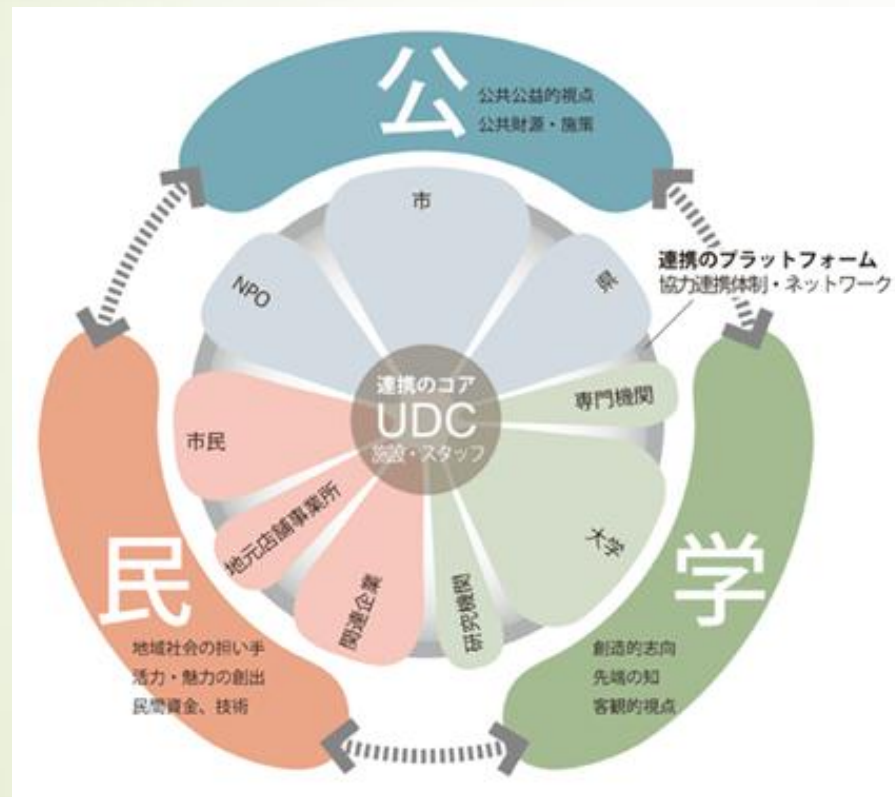 公
公共公益的視点
公共財源・施策
市
NPO
県
連携のプラットフォーム
協力連携体制・ネットワーク
連携のコア
UDC
施設・スタッフ
専門機関
市民
地元店舗事業所
大学
関連企業
研究機関
民
地域社会の担い手
活力・魅力の創出
民間資金、技術
学
創造的志向
先端の知
客観的視点